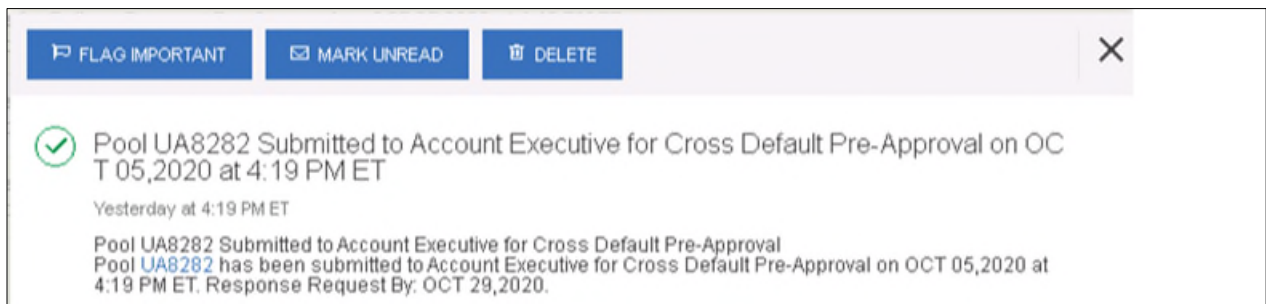 FLAG IMPORTANT MARK UNREAD DELETE
Pool UA8282 Submitted to Account Executive for Cross Default Pre-Approval on OC
T 05,2020 at 4:19 PM ET
Yesterday at 4:19 PM ET
Pool UA8282 Submitted to Account Executive for Cross Default Pre-Approval
Pool UA8282 has been submitted to Account Executive for Cross Default Pre-Approval on OCT 05,2020 at
4:19 PM ET. Response Request By: OCT 29,2020.